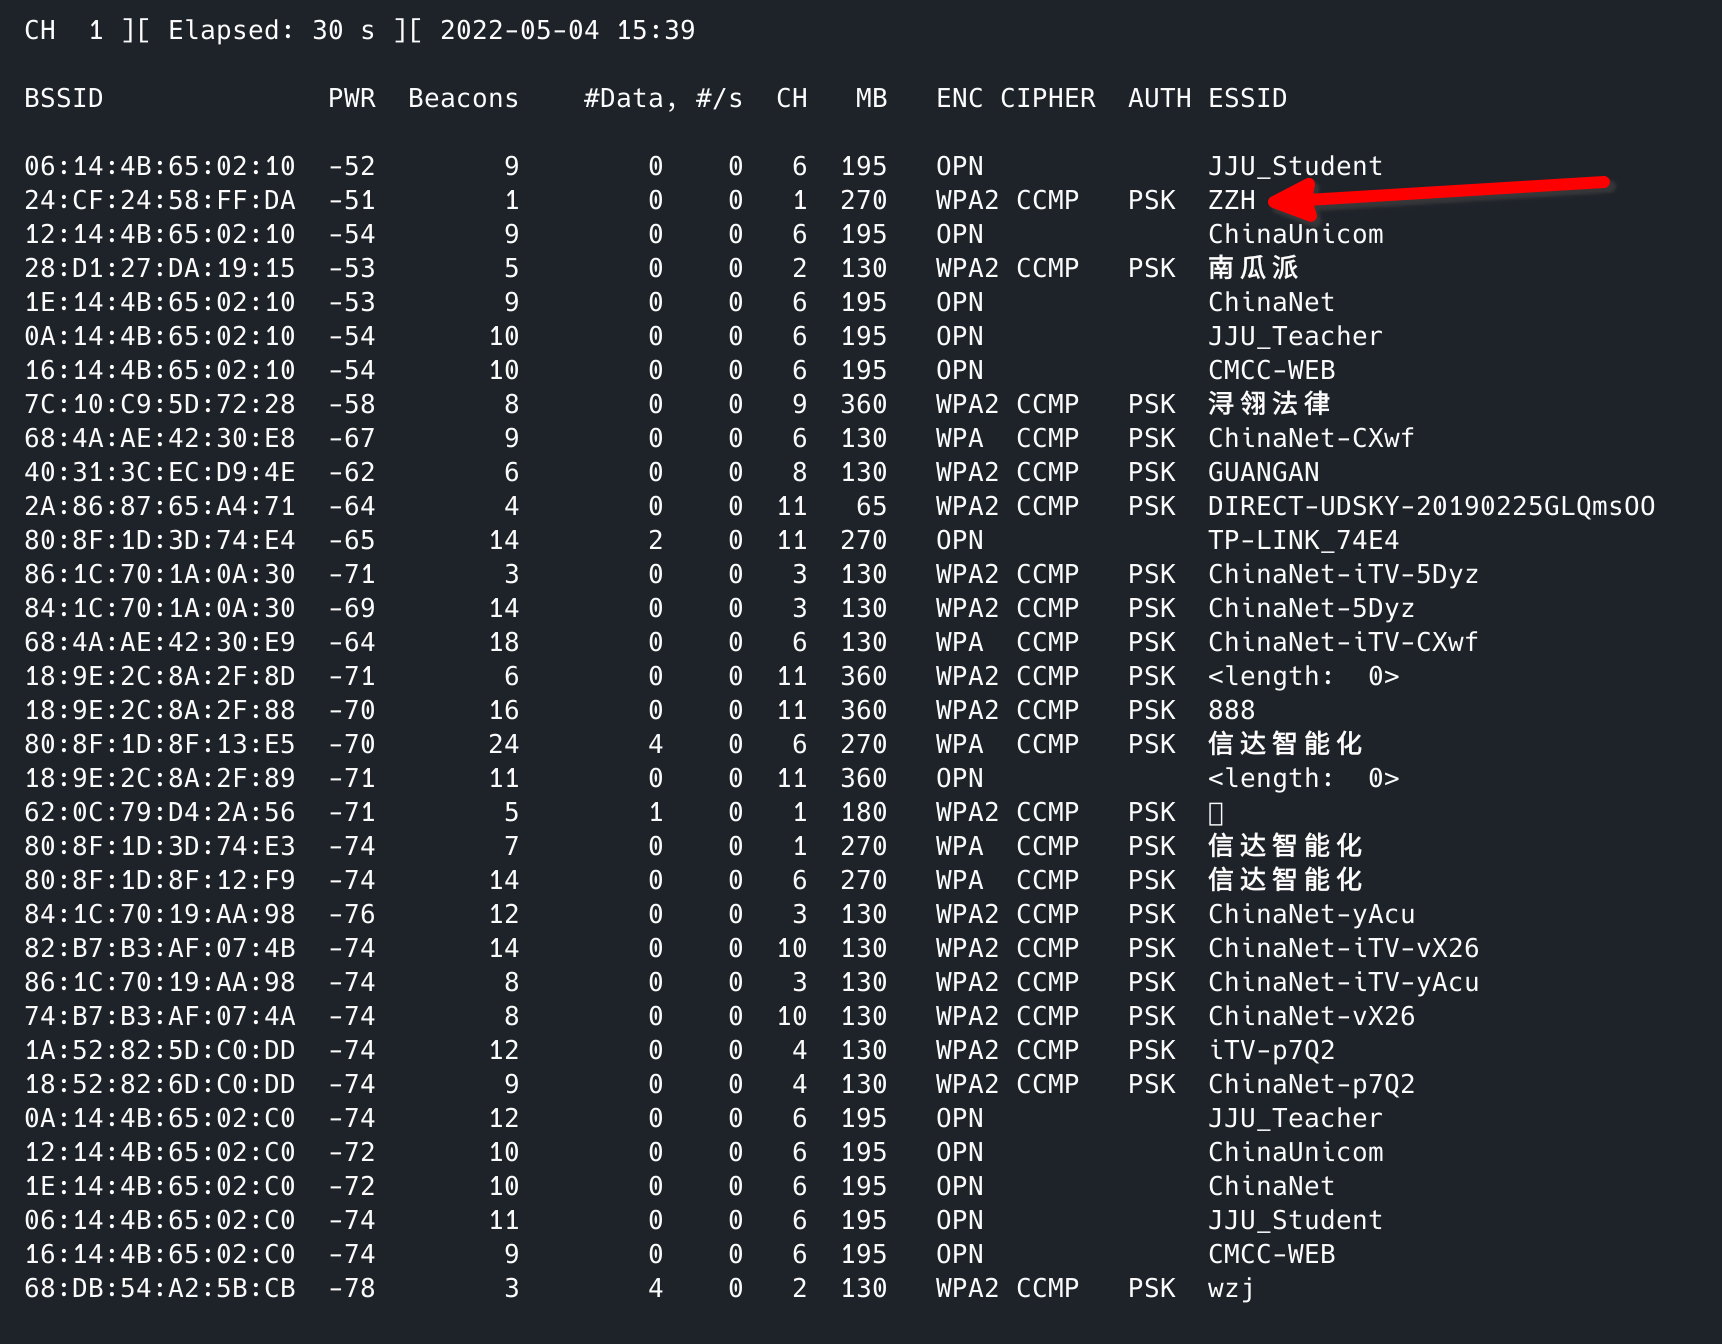 CH  1 ][ Elapsed: 30 s ][ 2022-05-04 15:39
BSSID              PWR  Beacons    #Data, #/s  CH   MB   ENC CIPHER  AUTH ESSID
06:14:4B:65:02:10  -52        9        0    0   6  195   OPN              JJU_Student
24:CF:24:58:FF:DA  -51        1        0    0   1  270   WPA2 CCMP   PSK  ZZH
12:14:4B:65:02:10  -54        9        0    0   6  195   OPN              ChinaUnicom
28:D1:27:DA:19:15  -53        5        0    0   2  130   WPA2 CCMP   PSK  南瓜派
1E:14:4B:65:02:10  -53        9        0    0   6  195   OPN              ChinaNet
0A:14:4B:65:02:10  -54       10        0    0   6  195   OPN              JJU_Teacher
16:14:4B:65:02:10  -54       10        0    0   6  195   OPN              CMCC-WEB
7C:10:C9:5D:72:28  -58        8        0    0   9  360   WPA2 CCMP   PSK  浔翎法律
68:4A:AE:42:30:E8  -67        9        0    0   6  130   WPA  CCMP   PSK  ChinaNet-CXwf
40:31:3C:EC:D9:4E  -62        6        0    0   8  130   WPA2 CCMP   PSK  GUANGAN
2A:86:87:65:A4:71  -64        4        0    0  11   65   WPA2 CCMP   PSK  DIRECT-UDSKY-20190225GLQmsOO
80:8F:1D:3D:74:E4  -65       14        2    0  11  270   OPN              TP-LINK_74E4
86:1C:70:1A:0A:30  -71        3        0    0   3  130   WPA2 CCMP   PSK  ChinaNet-iTV-5Dyz
84:1C:70:1A:0A:30  -69       14        0    0   3  130   WPA2 CCMP   PSK  ChinaNet-5Dyz
68:4A:AE:42:30:E9  -64       18        0    0   6  130   WPA  CCMP   PSK  ChinaNet-iTV-CXwf
18:9E:2C:8A:2F:8D  -71        6        0    0  11  360   WPA2 CCMP   PSK  <length:  0>
18:9E:2C:8A:2F:88  -70       16        0    0  11  360   WPA2 CCMP   PSK  888
80:8F:1D:8F:13:E5  -70       24        4    0   6  270   WPA  CCMP   PSK  信达智能化
18:9E:2C:8A:2F:89  -71       11        0    0  11  360   OPN              <length:  0>
62:0C:79:D4:2A:56  -71        5        1    0   1  180   WPA2 CCMP   PSK
80:8F:1D:3D:74:E3  -74        7        0    0   1  270   WPA  CCMP   PSK  信达智能化
80:8F:1D:8F:12:F9  -74       14        0    0   6  270   WPA  CCMP   PSK  信达智能化
84:1C:70:19:AA:98  -76       12        0    0   3  130   WPA2 CCMP   PSK  ChinaNet-yAcu
82:B7:B3:AF:07:4B  -74       14        0    0  10  130   WPA2 CCMP   PSK  ChinaNet-iTV-vX26
86:1C:70:19:AA:98  -74        8        0    0   3  130   WPA2 CCMP   PSK  ChinaNet-iTV-yAcu
74:B7:B3:AF:07:4A  -74        8        0    0  10  130   WPA2 CCMP   PSK  ChinaNet-vX26
1A:52:82:5D:C0:DD  -74       12        0    0   4  130   WPA2 CCMP   PSK  iTV-p7Q2
18:52:82:6D:C0:DD  -74        9        0    0   4  130   WPA2 CCMP   PSK  ChinaNet-p7Q2
0A:14:4B:65:02:C0  -74       12        0    0   6  195   OPN              JJU_Teacher
12:14:4B:65:02:C0  -72       10        0    0   6  195   OPN              ChinaUnicom
1E:14:4B:65:02:C0  -72       10        0    0   6  195   OPN              ChinaNet
06:14:4B:65:02:C0  -74       11        0    0   6  195   OPN              JJU_Student
16:14:4B:65:02:C0  -74        9        0    0   6  195   OPN              CMCC-WEB
68:DB:54:A2:5B:CB  -78        3        4    0   2  130   WPA2 CCMP   PSK  wzj